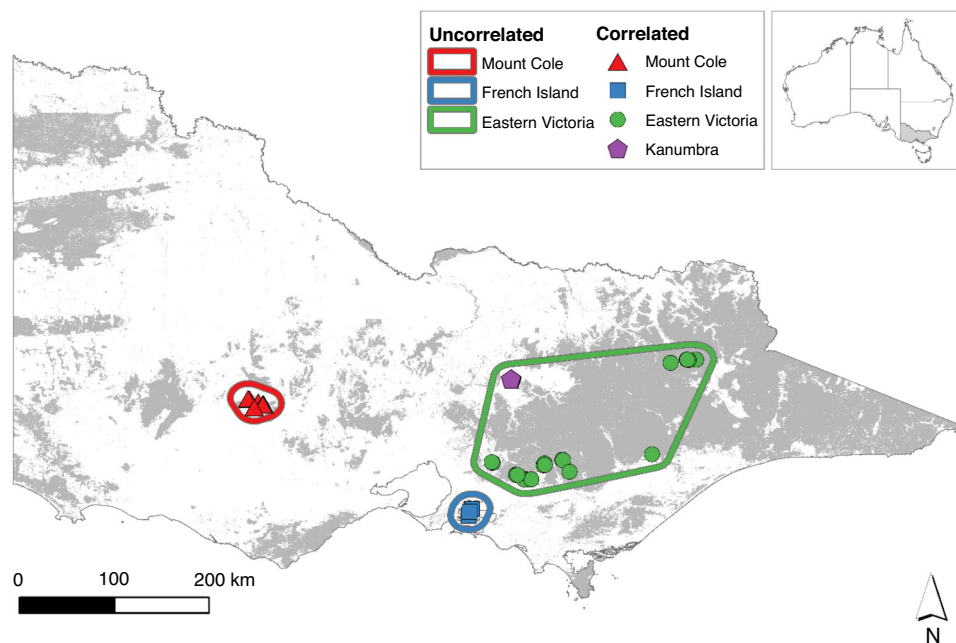 Uncorrelated
Mount Cole
French Island
Eastern Victoria
Correlated
Mount Cole
French Island
Eastern Victoria
Kanumbra
0 100 200 km
N